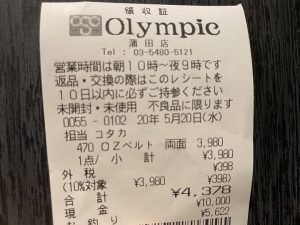 領収証
Olympic
蒲田店
Tel : 03-5480-5121
営業時間は朝10時～夜9時です
返品・交換の際はこのレシートを
10日以内に必ずご持参ください
未開封・未使用 不良品に限ります
0055 - 0102 20年 5月20日(水)
担当 コタカ
470 OZベルト 両面 3,980
1点/ 小 計 ¥3,980
外 税 ¥398
(10%対象 ¥3,980 ¥398)
合 計 ¥4,378
現 金 ¥10,000
お 釣 り ¥5,622